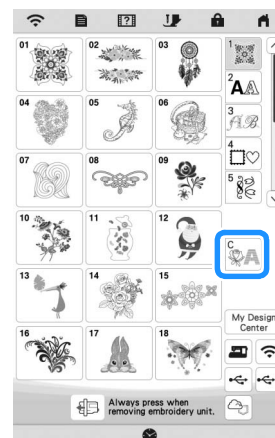 01 02 03 1
2 AA
3 A B
04 05 06 4
5
07 08 09
10 11 12
C A
13 14 15
My Design
Center
16 17 18
Always press when
removing embroidery unit.